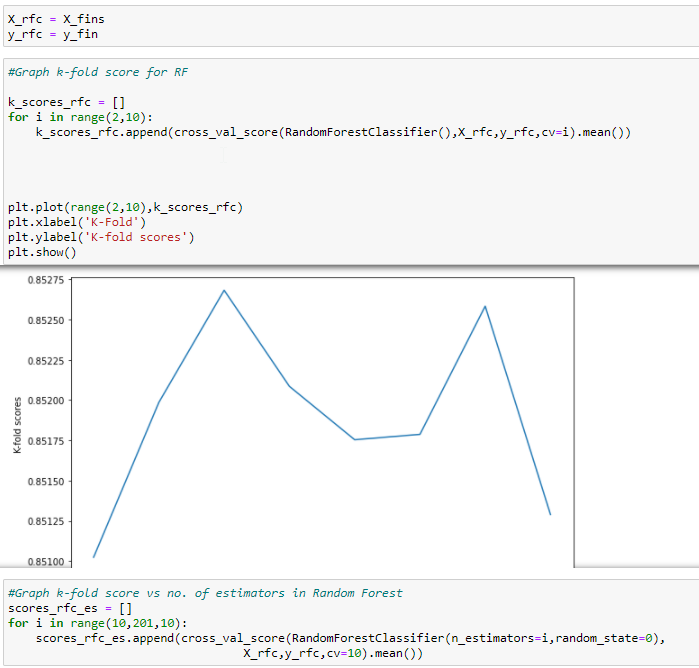 X_rfc = X_fins
y_rfc = y_fin
#Graph k-fold score for RF
k_scores_rfc = []
for i in range(2,10):
    k_scores_rfc.append(cross_val_score(RandomForestClassifier(),X_rfc,y_rfc,cv=i).mean())
plt.plot(range(2,10),k_scores_rfc)
plt.xlabel('K-Fold')
plt.ylabel('K-fold scores')
plt.show()
0.85275
0.85250
0.85225
0.85200
0.85175
0.85150
0.85125
0.85100
K-fold scores
#Graph k-fold score vs no. of estimators in Random Forest
scores_rfc_es = []
for i in range(10,201,10):
    scores_rfc_es.append(cross_val_score(RandomForestClassifier(n_estimators=i,random_state=0),
                                X_rfc,y_rfc,cv=10).mean())